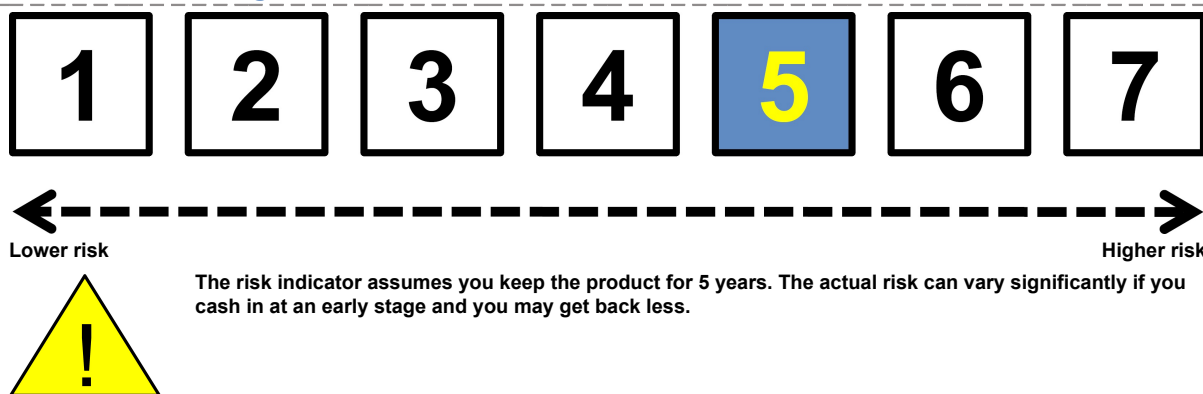 1 2 3 4 5 6 7
Lower risk Higher risk
The risk indicator assumes you keep the product for 5 years. The actual risk can vary significantly if you
cash in at an early stage and you may get back less.
!